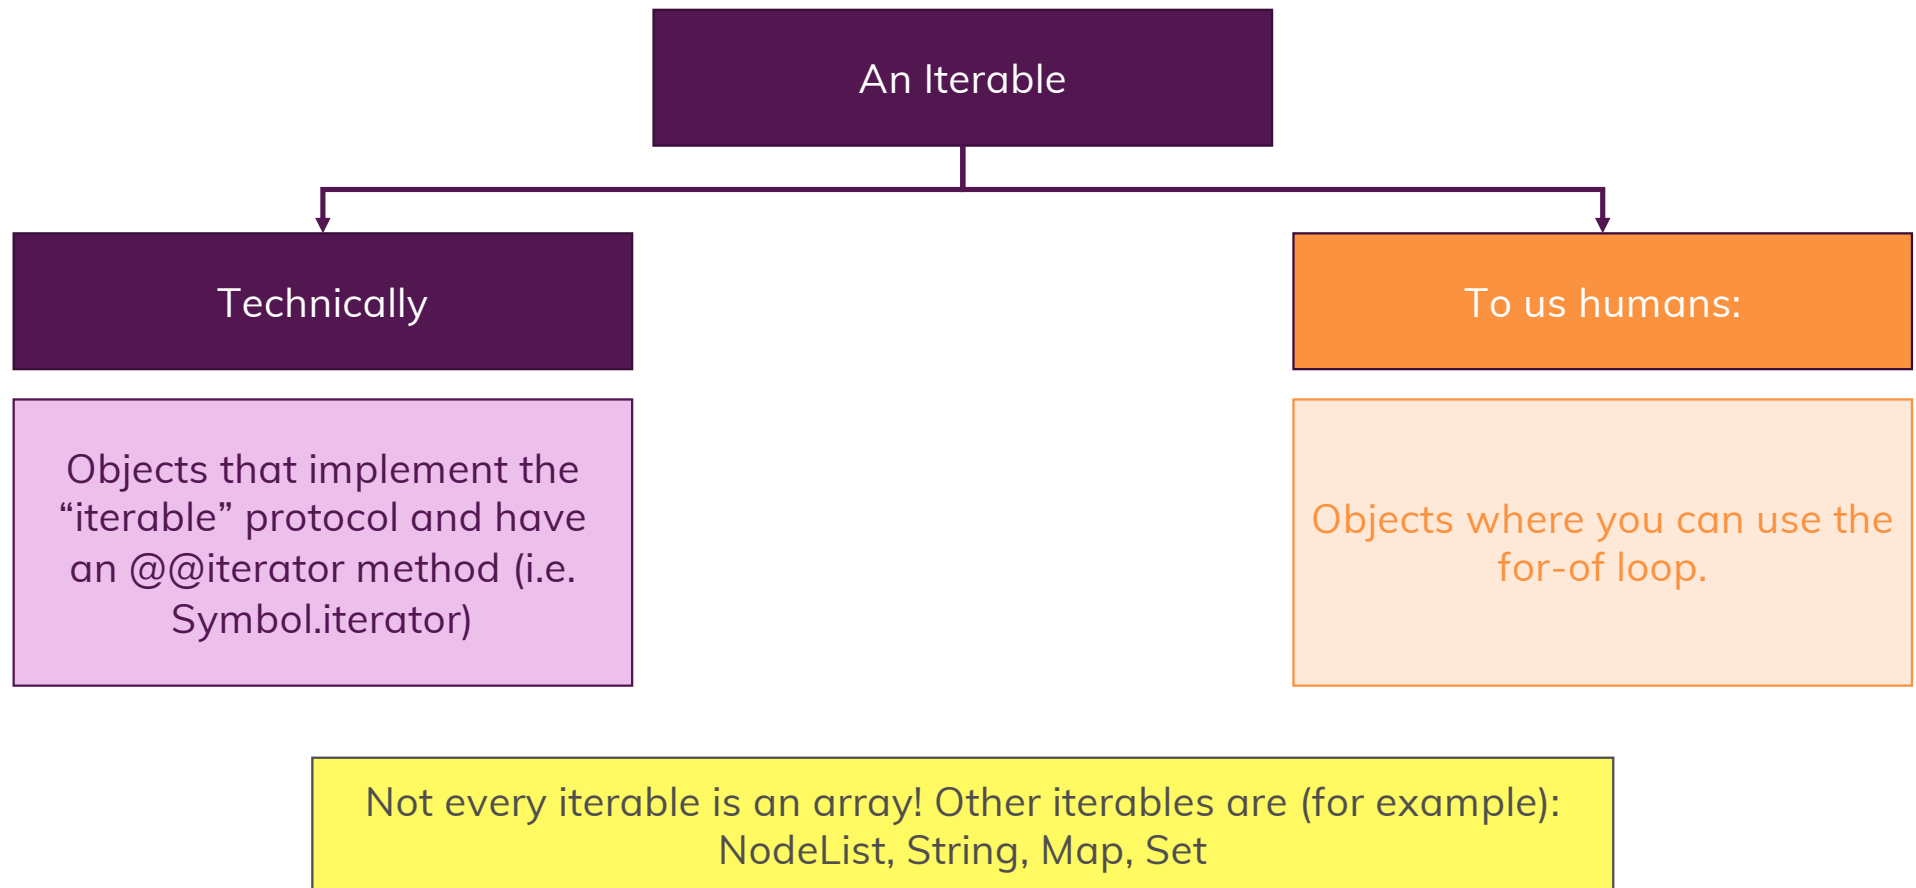 An Iterable
Technically
To us humans:
Objects that implement the
“iterable” protocol and have
an @@iterator method (i.e.
Symbol.iterator)
Objects where you can use the
for-of loop.
Not every iterable is an array! Other iterables are (for example):
NodeList, String, Map, Set